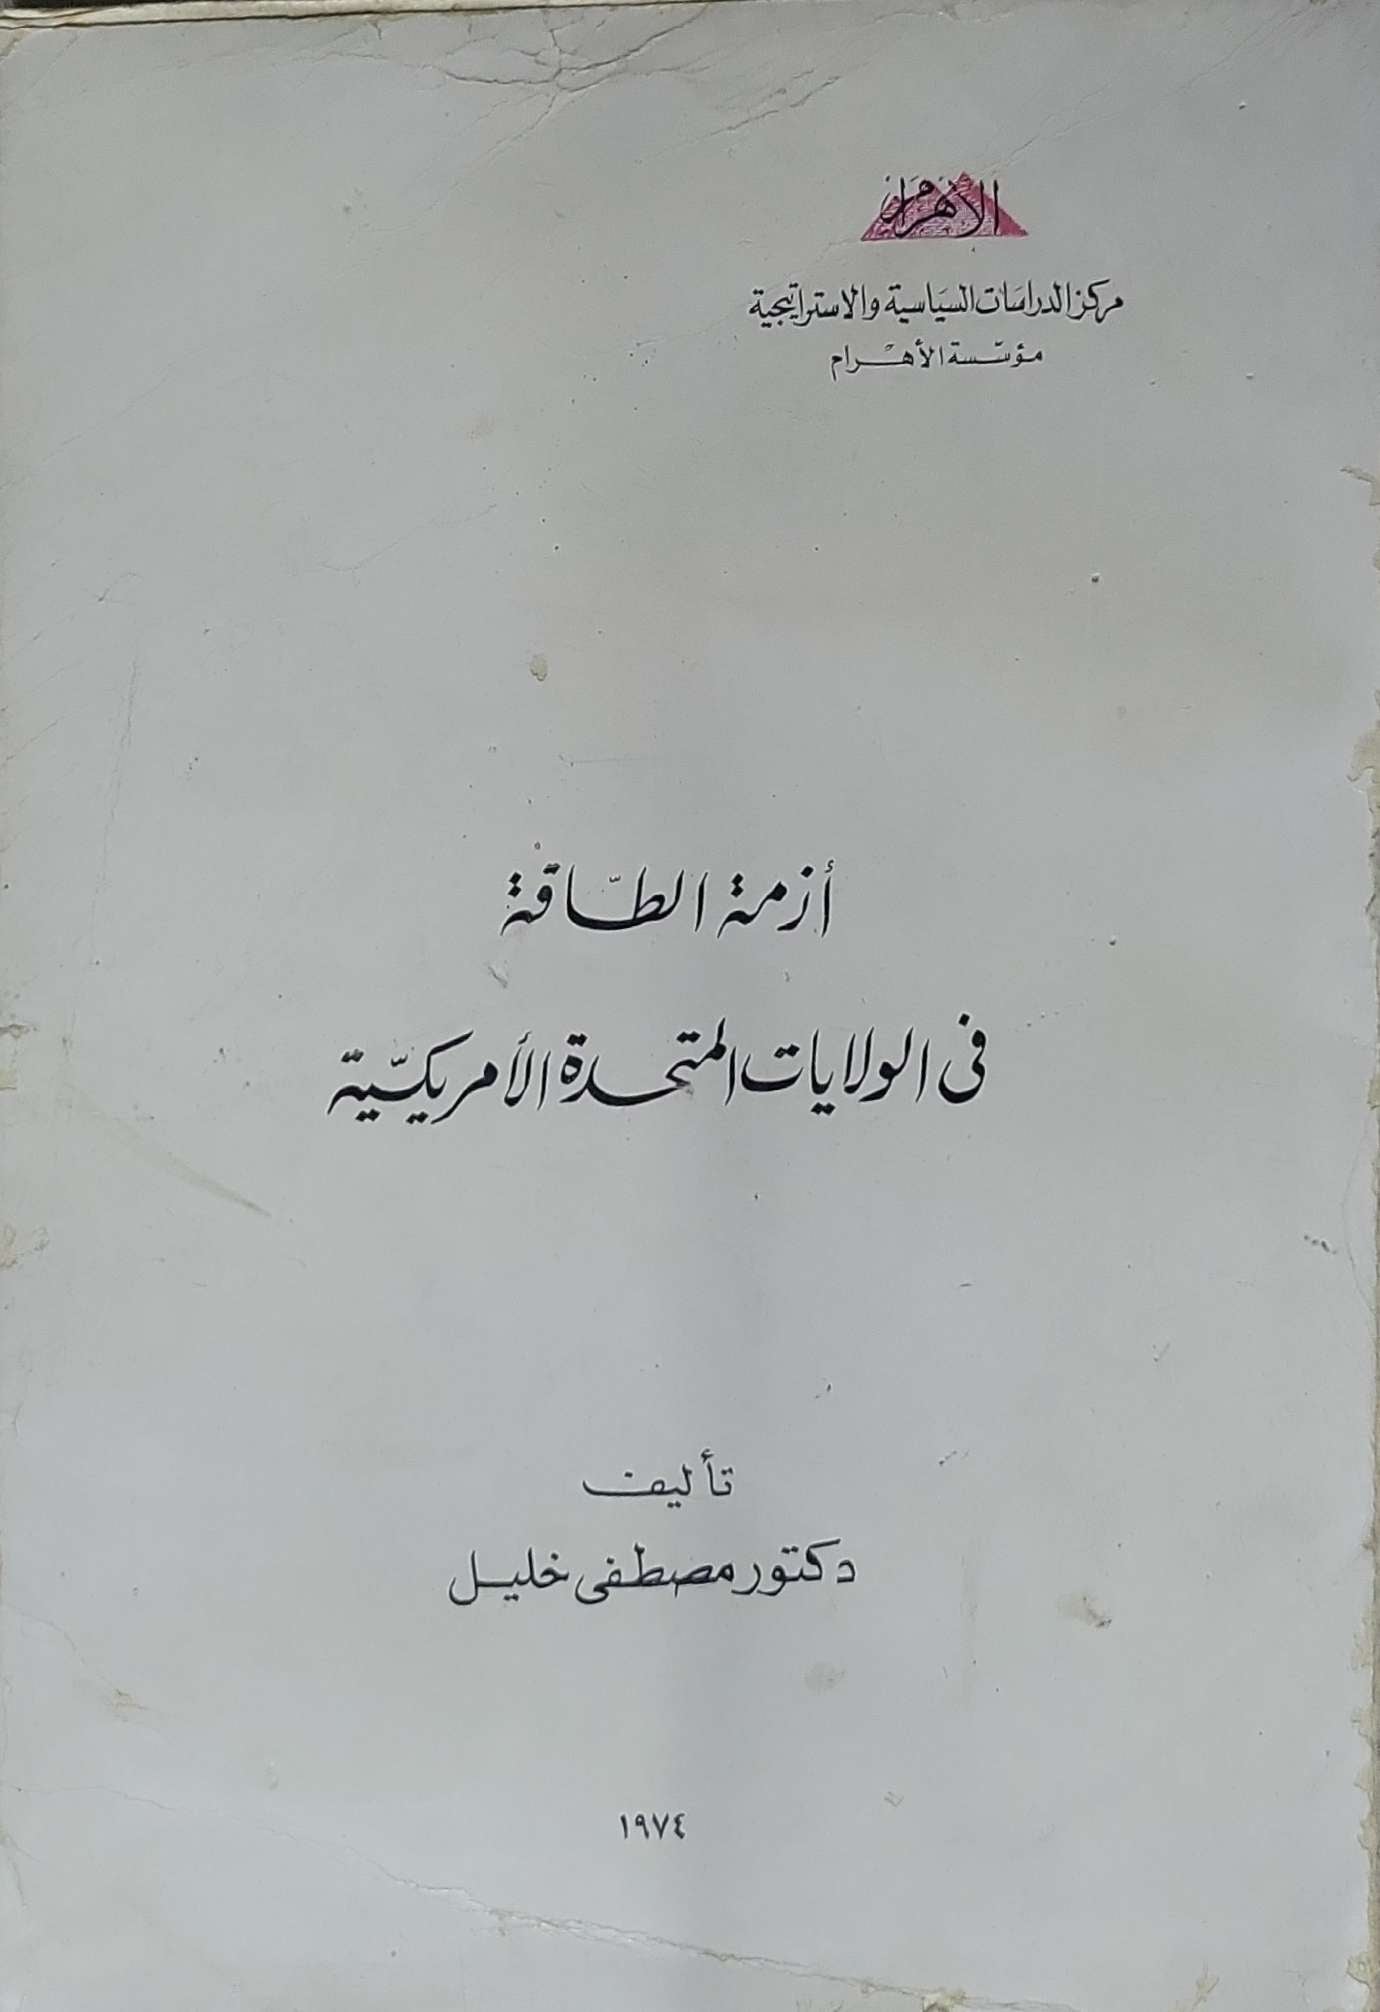 الأهرام
مركز الدراسات السياسية والاستراتيجية
مؤسسة الأهرام
أزمة الطاقة
فى الولايات المتحدة الأمريكية
تأليف
دكتور مصطفى خليل
١٩٧٤